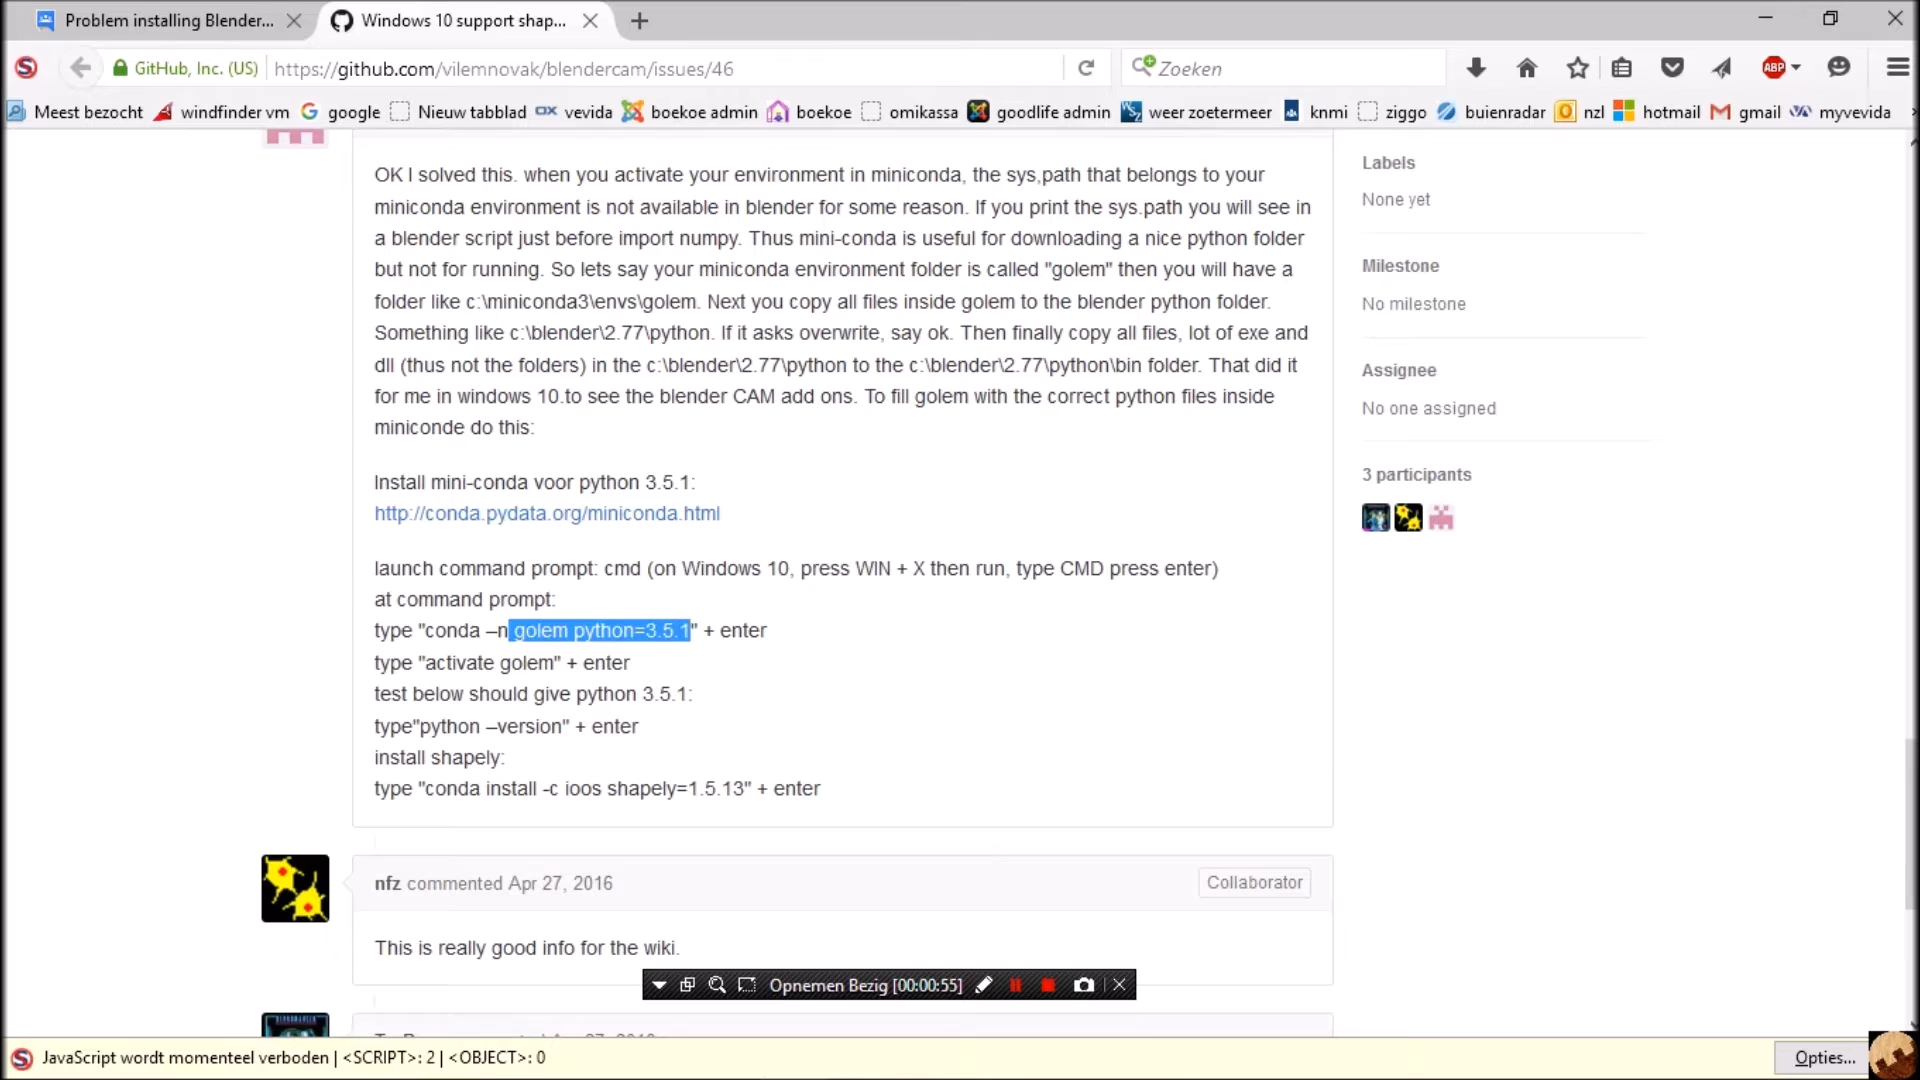 Problem installing Blender...
Windows 10 support shap...
GitHub, Inc. (US)
https://github.com/vilemnovak/blendercam/issues/46
Zoeken
ABP
Meest bezocht
windfinder vm
google
Nieuw tabblad
vevida
boekoe admin
boekoe
omikassa
goodlife admin
weer zoetermeer
knmi
ziggo
buienradar
nzl
hotmail
gmail
myvevida
OK I solved this. when you activate your environment in miniconda, the sys,path that belongs to your
miniconda environment is not available in blender for some reason. If you print the sys.path you will see in
a blender script just before import numpy. Thus mini-conda is useful for downloading a nice python folder
but not for running. So lets say your miniconda environment folder is called "golem" then you will have a
folder like c:\miniconda3\envs\golem. Next you copy all files inside golem to the blender python folder.
Something like c:\blender\2.77\python. If it asks overwrite, say ok. Then finally copy all files, lot of exe and
dll (thus not the folders) in the c:\blender\2.77\python to the c:\blender\2.77\python\bin folder. That did it
for me in windows 10.to see the blender CAM add ons. To fill golem with the correct python files inside
miniconde do this:
Install mini-conda voor python 3.5.1:
http://conda.pydata.org/miniconda.html
launch command prompt: cmd (on Windows 10, press WIN + X then run, type CMD press enter)
at command prompt:
type "conda –n golem python=3.5.1" + enter
type "activate golem" + enter
test below should give python 3.5.1:
type"python –version" + enter
install shapely:
type "conda install -c ioos shapely=1.5.13" + enter
Labels
None yet
Milestone
No milestone
Assignee
No one assigned
3 participants
nfz commented Apr 27, 2016
Collaborator
This is really good info for the wiki.
Opnemen Bezig [00:00:55]
JavaScript wordt momenteel verboden | <SCRIPT>: 2 | <OBJECT>: 0
Opties...